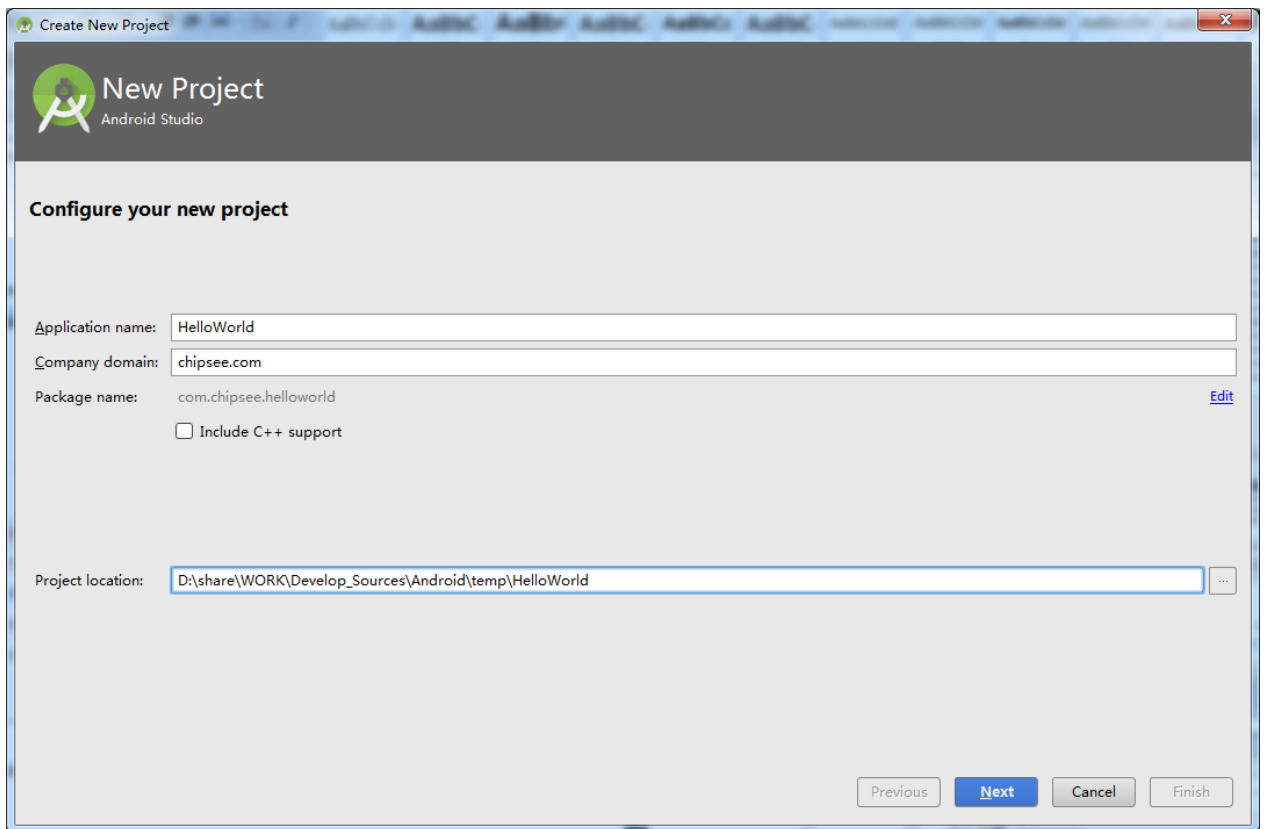 Create New Project
New Project
Android Studio
Configure your new project
Application name: HelloWorld
Company domain: chipsee.com
Package name: com.chipsee.helloworld Edit
Include C++ support
Project location: D:\share\WORK\Develop_Sources\Android\temp\HelloWorld ...
Previous Next Cancel Finish